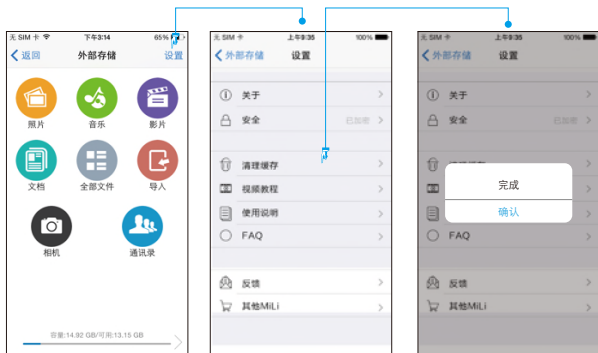 无 SIM 卡 下午3:14 65%
返回 外部存储 设置
照片 音乐 影片
文档 全部文件 导入
相机 通讯录
容量:14.92 GB/可用:13.15 GB
无 SIM 卡 上午9:35 100%
外部存储 设置
关于
安全 已加密
清理缓存
视频教程
使用说明
FAQ
反馈
其他MiLi
无 SIM 卡 上午9:35 100%
外部存储 设置
关于
安全 已加密
完成
确认
FAQ
反馈
其他MiLi